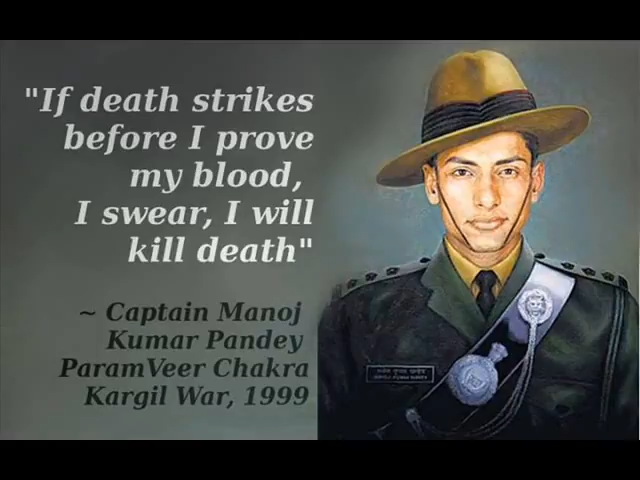 "If death strikes
before I prove
my blood,
I swear, I will
kill death"
~ Captain Manoj
Kumar Pandey
ParamVeer Chakra
Kargil War, 1999